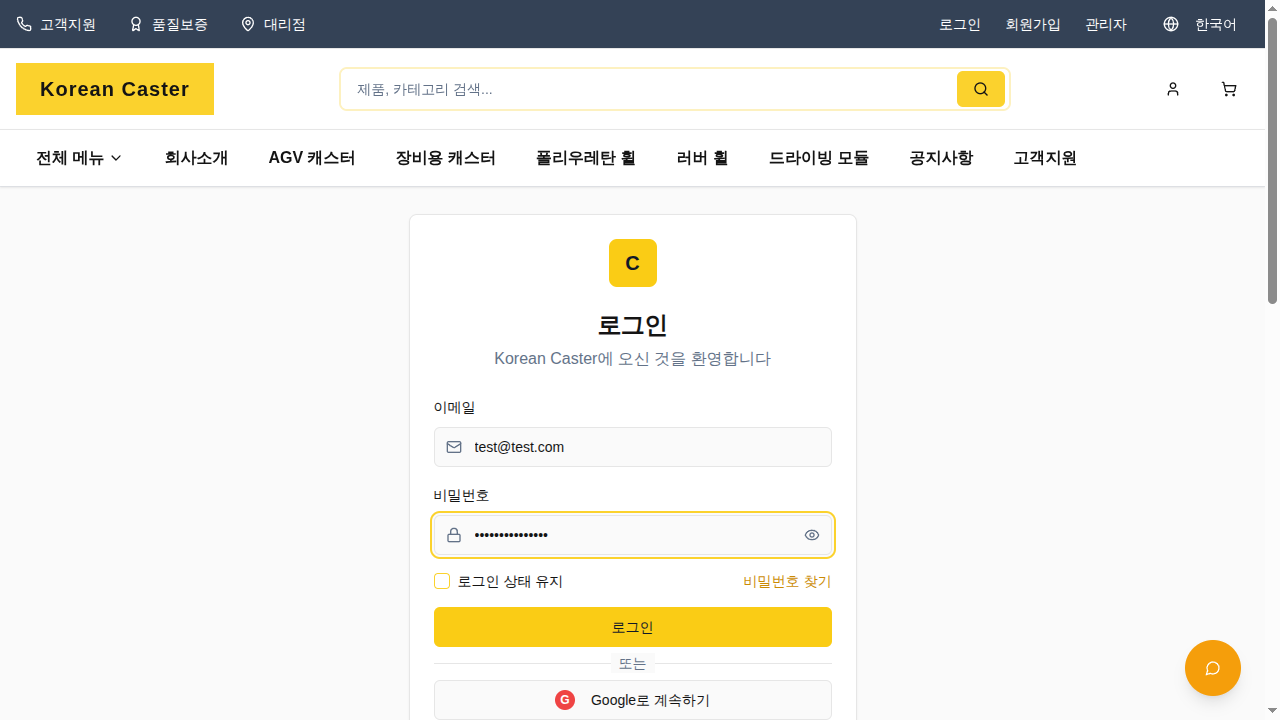 고객지원 품질보증 대리점 로그인 회원가입 관리자 한국어
Korean Caster 제품, 카테고리 검색...
전체 메뉴 회사소개 AGV 캐스터 장비용 캐스터 폴리우레탄 휠 러버 휠 드라이빙 모듈 공지사항 고객지원
C
로그인
Korean Caster에 오신 것을 환영합니다
이메일
test@test.com
비밀번호
•••••••••••••••
로그인 상태 유지 비밀번호 찾기
로그인
또는
G Google로 계속하기